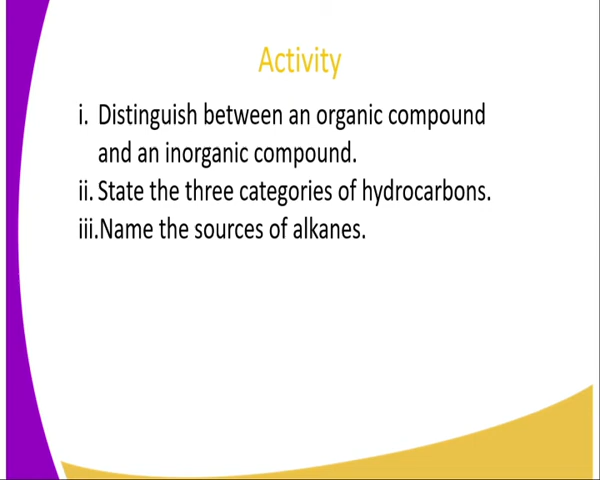 Activity
i. Distinguish between an organic compound
and an inorganic compound.
ii. State the three categories of hydrocarbons.
iii.Name the sources of alkanes.